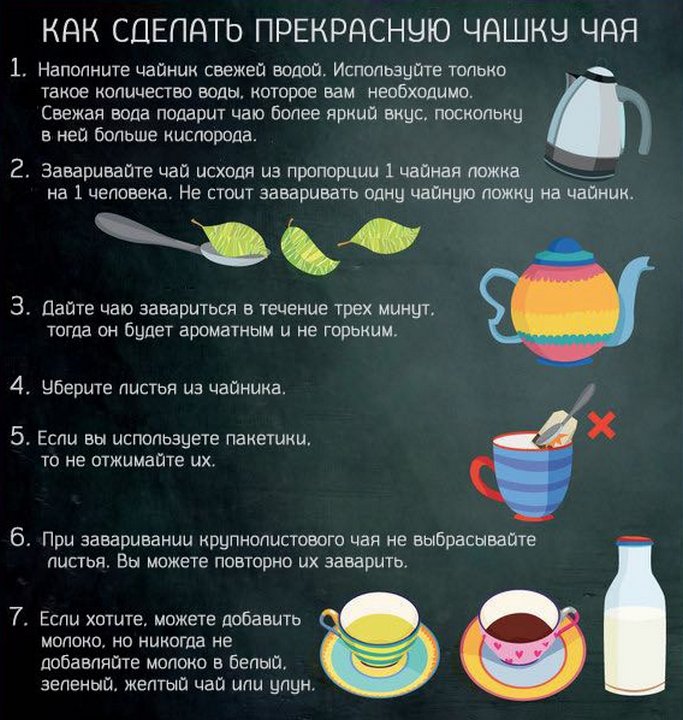 КАК СДЕЛАТЬ ПРЕКРАСНУЮ ЧАШКУ ЧАЯ
1. Наполните чайник свежей водой. Используйте только
такое количество воды, которое вам необходимо.
Свежая вода подарит чаю более яркий вкус, поскольку
в ней больше кислорода.
2. Заваривайте чай исходя из пропорции 1 чайная ложка
на 1 человека. Не стоит заваривать одну чайную ложку на чайник.
3. Дайте чаю завариться в течение трех минут,
тогда он будет ароматным и не горьким.
4. Уберите листья из чайника.
5. Если вы используете пакетики,
то не отжимайте их.
6. При заваривании крупнолистового чая не выбрасывайте
листья. Вы можете повторно их заварить.
7. Если хотите, можете добавить
молоко, но никогда не
добавляйте молоко в белый,
зеленый, желтый чай или улун.